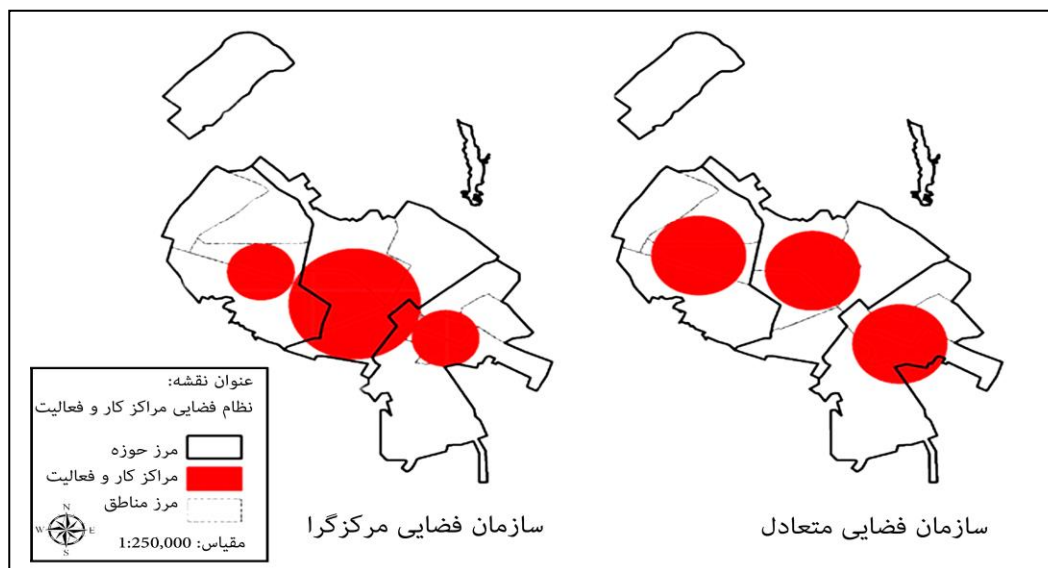 عنوان نقشه:
نظام فضایی مراکز کار و فعالیت
مرز حوزه
مراکز کار و فعالیت
مرز مناطق
N
W E
S
مقیاس: 1:250,000
سازمان فضایی مرکزگرا
سازمان فضایی متعادل